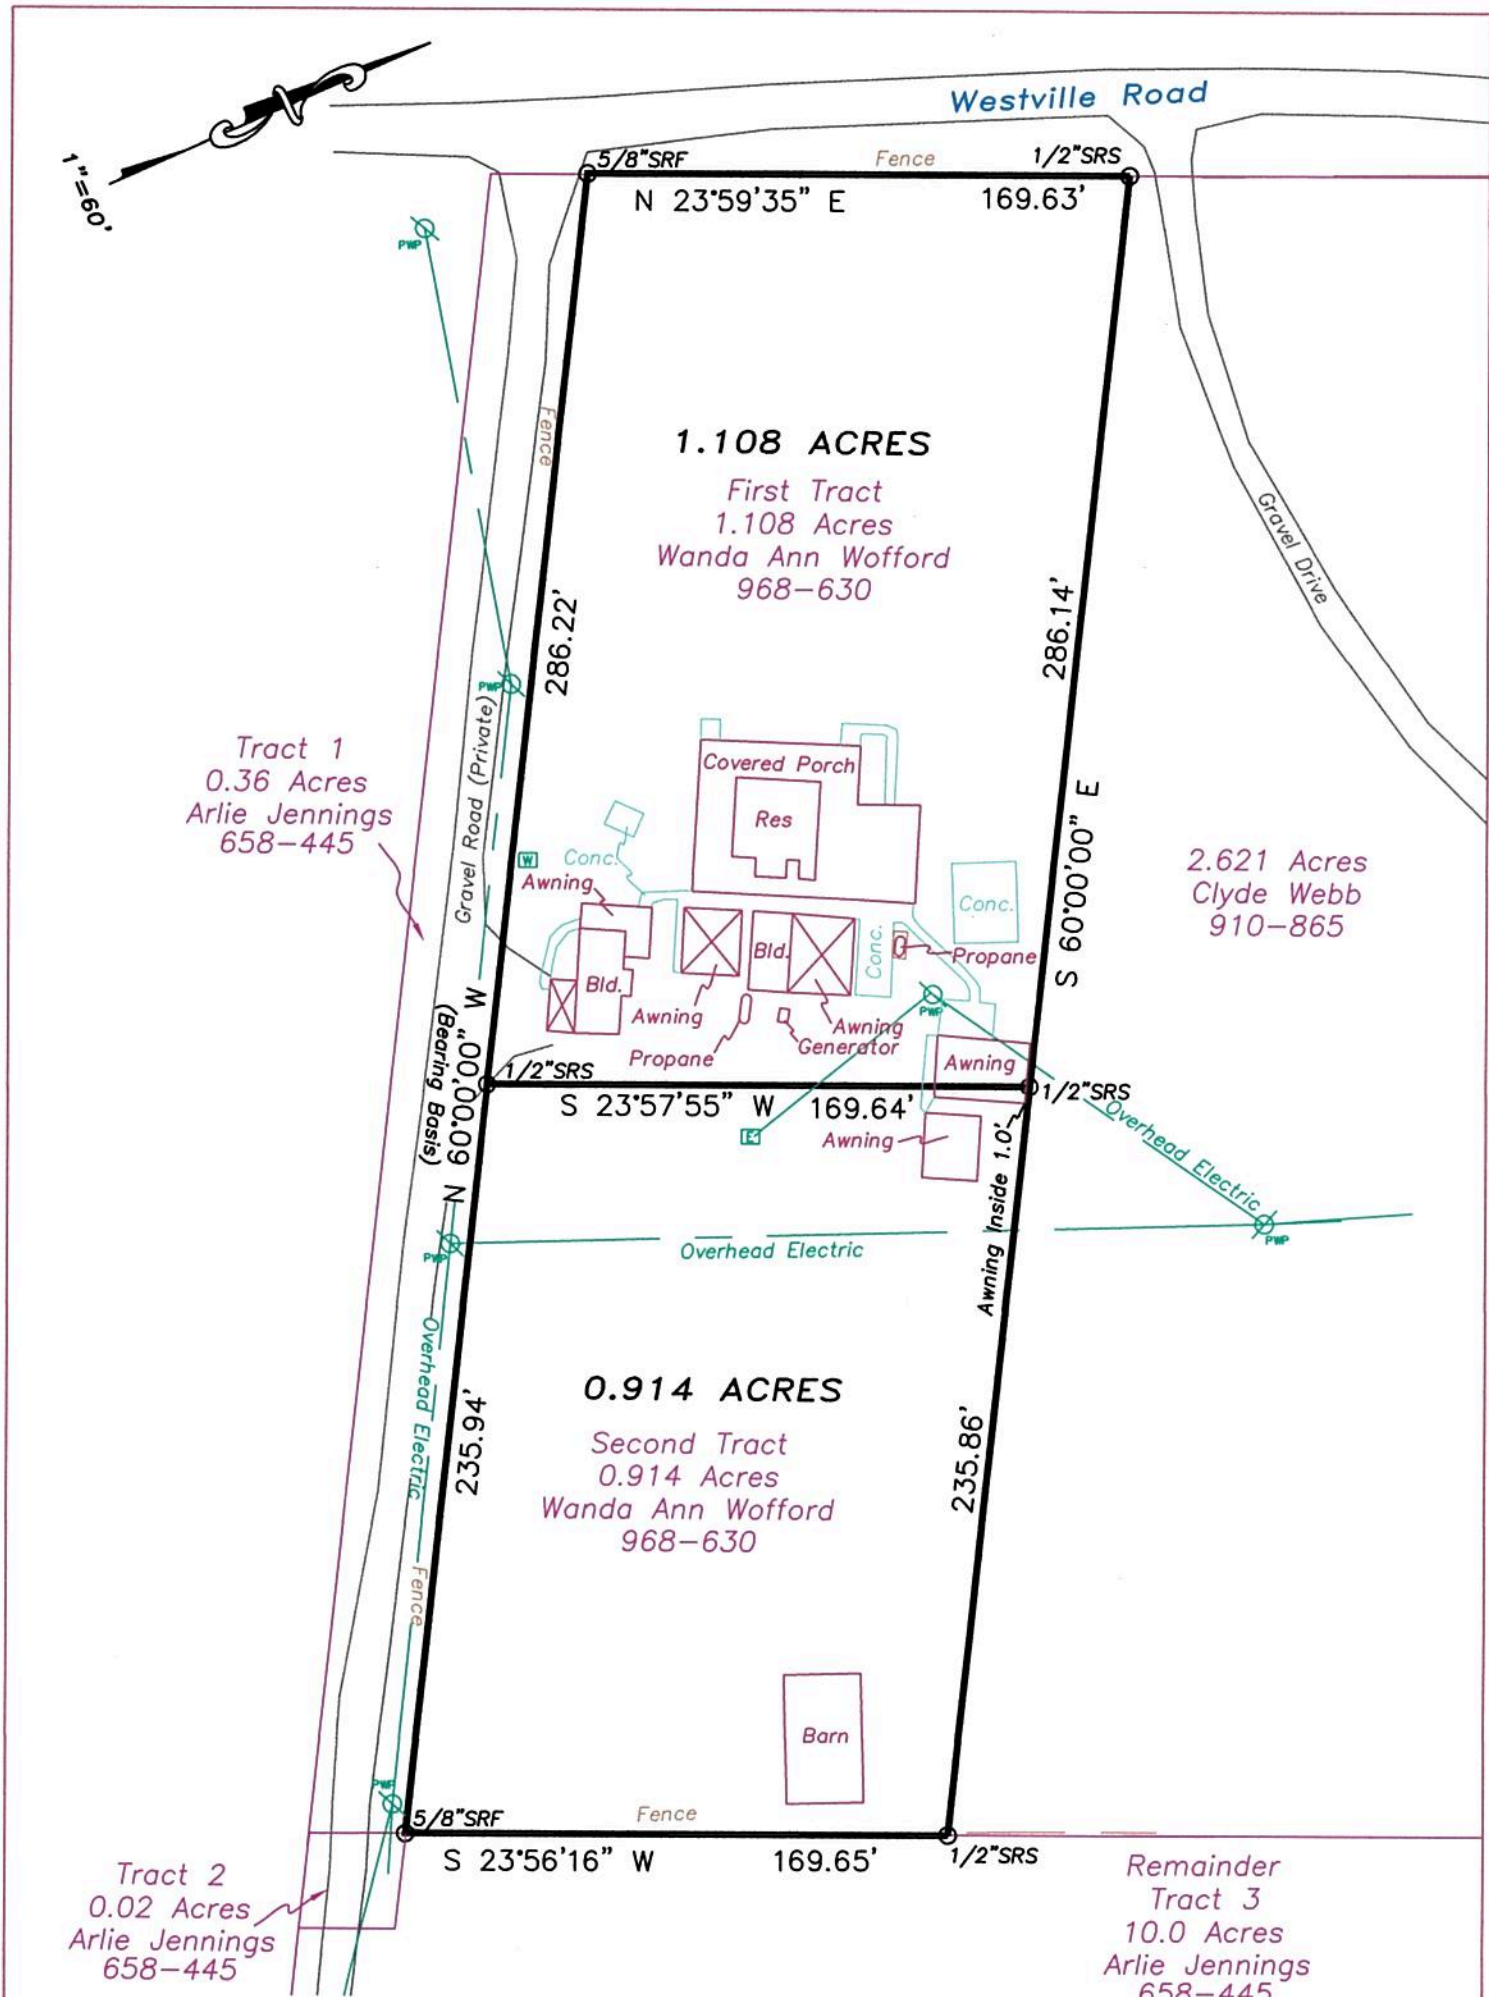 Westville Road
1"=60'
5/8"SRF
Fence
1/2"SRS
N 23°59'35" E
169.63'
PWP
Fence
1.108 ACRES
First Tract
1.108 Acres
Wanda Ann Wofford
968-630
Gravel Drive
286.22'
286.14'
PWP
Gravel Road (Private)
Tract 1
0.36 Acres
Arlie Jennings
658-445
Covered Porch
Res
S 60°00'00" E
2.621 Acres
Clyde Webb
910-865
W
Conc.
Awning
Conc.
Bld.
Conc.
Propane
Bld.
Awning
Awning
PWP
Propane
Generator
Awning
N 60°00'00" W
(Bearing Basis)
1/2"SRS
1/2"SRS
S 23°57'55" W
169.64'
E
Awning
Awning Inside 1.0'
Overhead Electric
PWP
PWP
Overhead Electric
Overhead Electric
0.914 ACRES
Second Tract
0.914 Acres
Wanda Ann Wofford
968-630
235.94'
235.86'
Fence
Barn
PWP
5/8"SRF
Fence
S 23°56'16" W
169.65'
1/2"SRS
Tract 2
0.02 Acres
Arlie Jennings
658-445
Remainder
Tract 3
10.0 Acres
Arlie Jennings
658-445